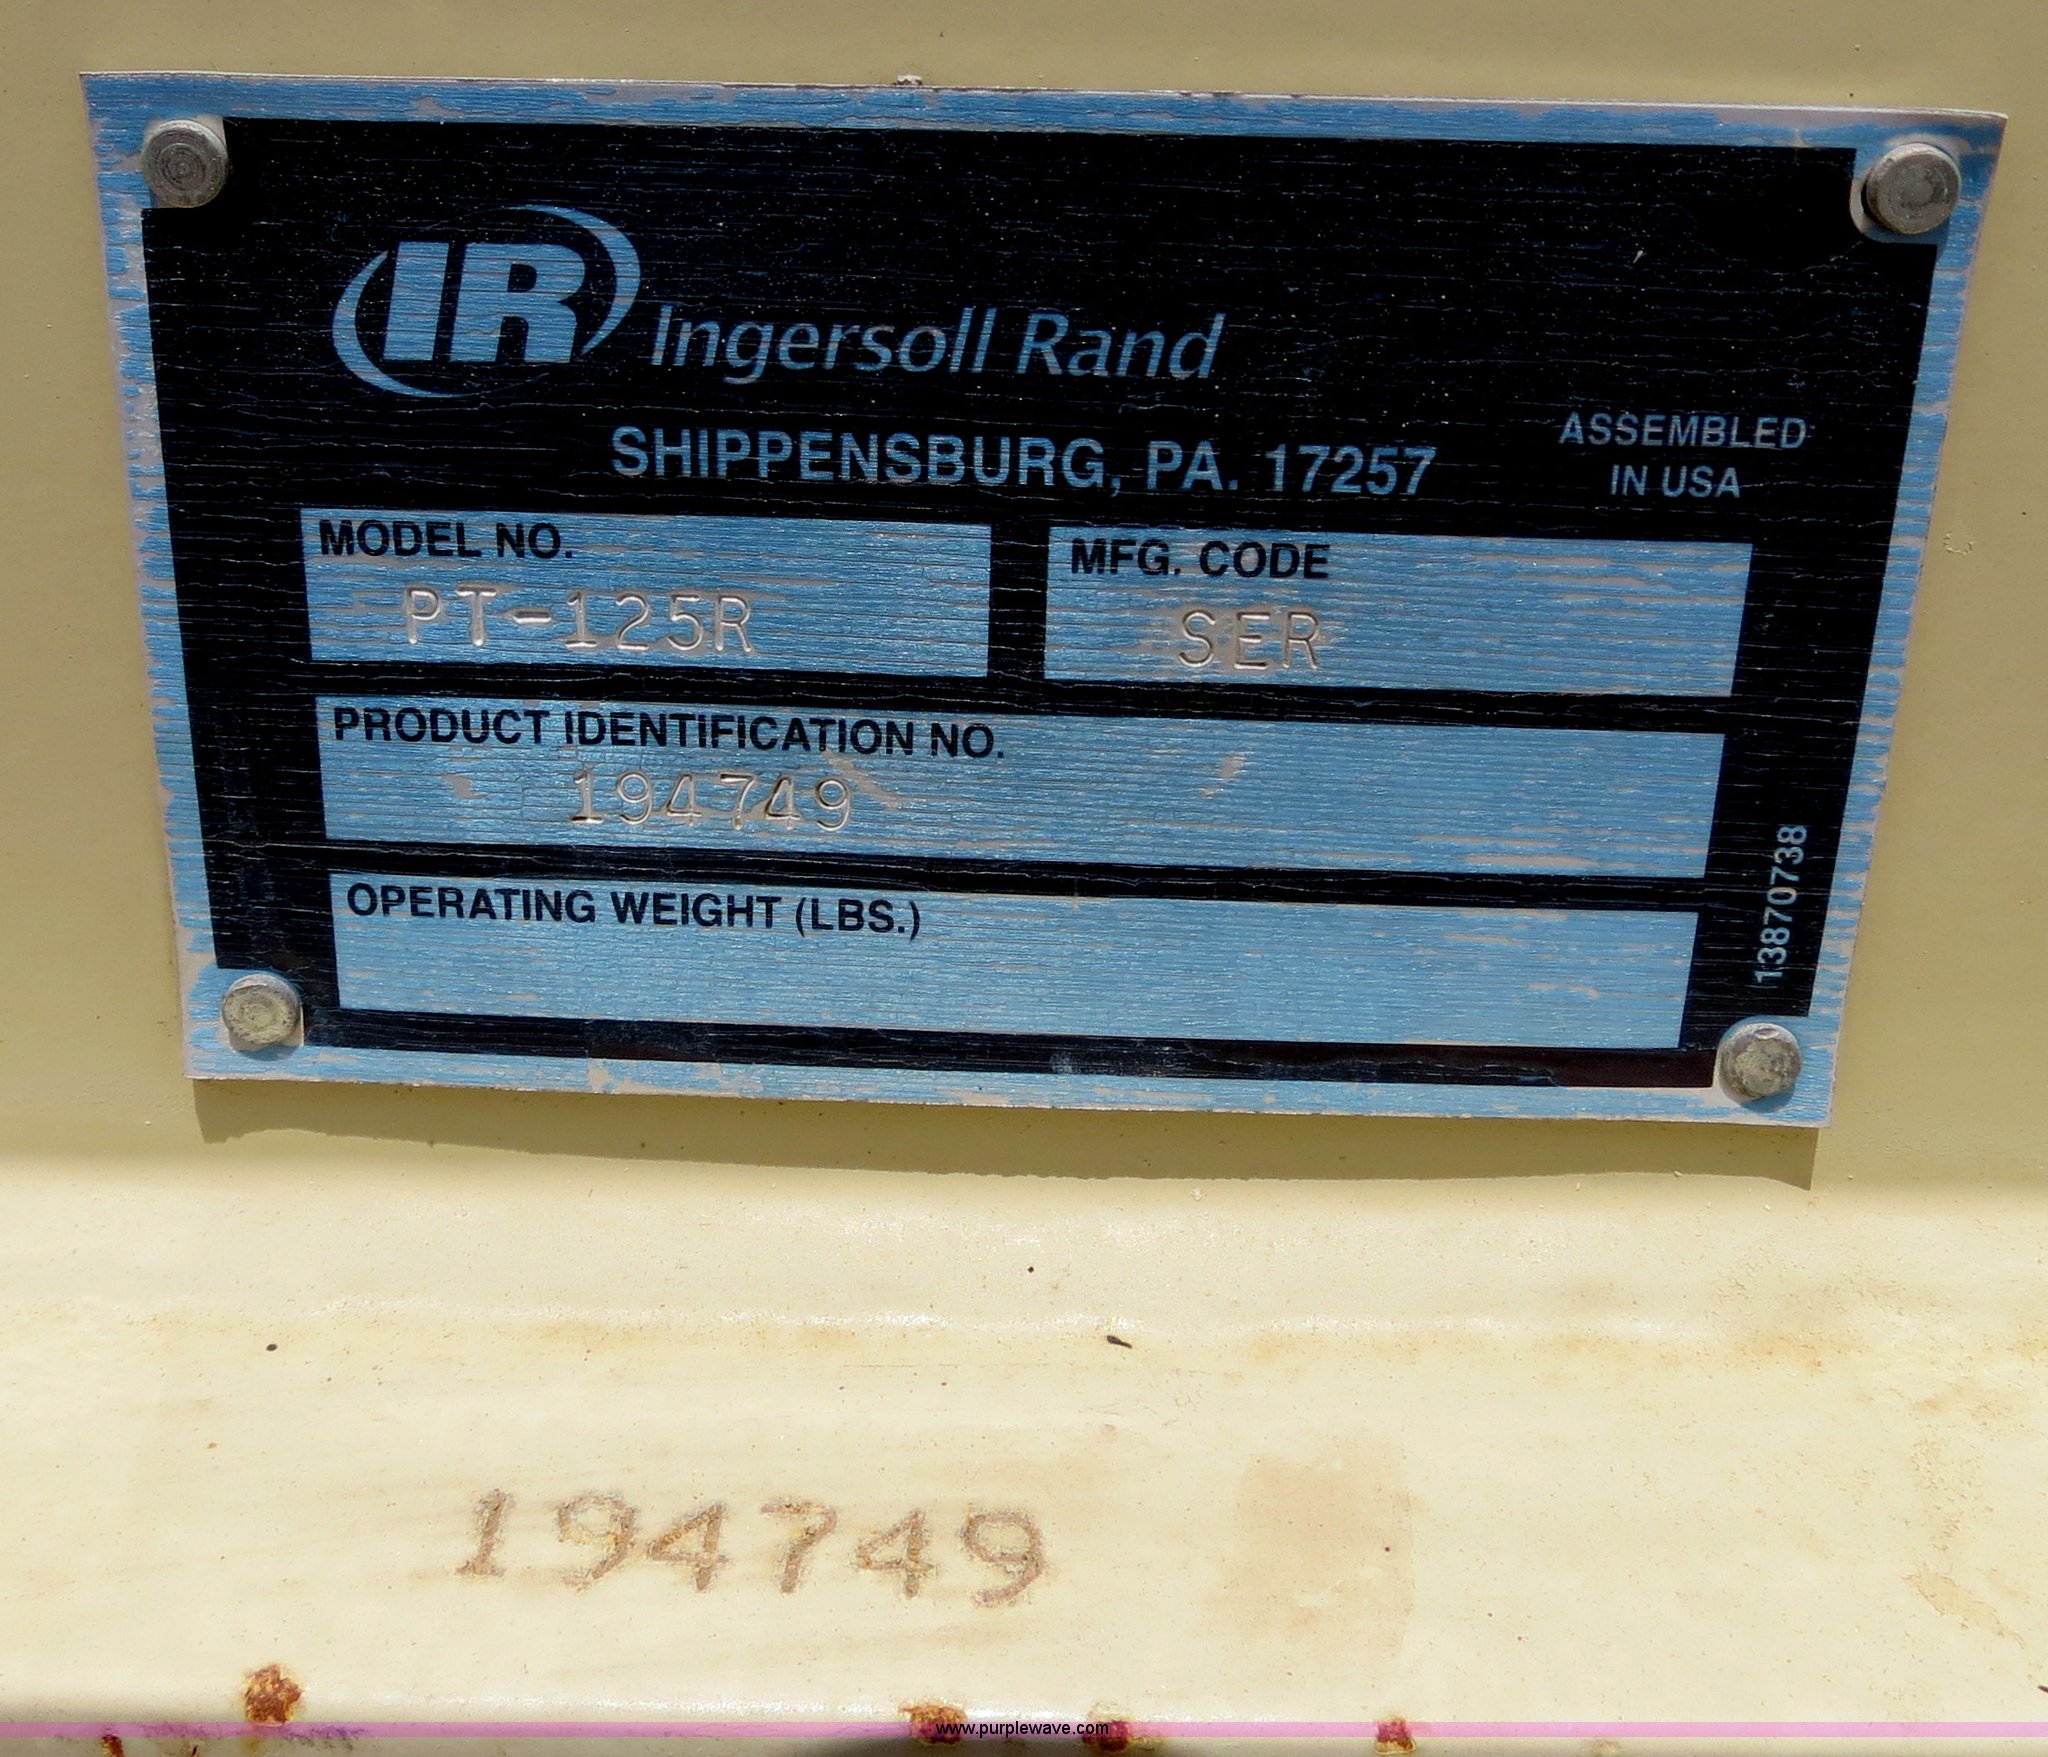 IR Ingersoll Rand
SHIPPENSBURG, PA. 17257
ASSEMBLED
IN USA
MODEL NO.
PT-125R
MFG. CODE
SER
PRODUCT IDENTIFICATION NO.
194749
OPERATING WEIGHT (LBS.)
13870738
194749
www.purplewave.com